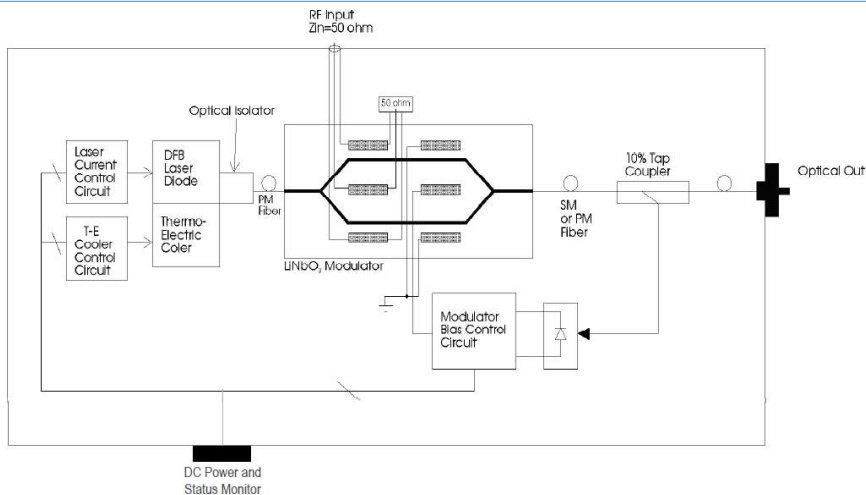 RF Input
Zin=50 ohm
50 ohm
Optical Isolator
Laser
Current
Control
Circuit
DFB
Laser
Diode
PM
Fiber
10% Tap
Coupler
Optical Out
SM
or PM
Fiber
T-E
Cooler
Control
Circuit
Thermo-
Electric
Coler
LiNbO₃ Modulator
Modulator
Bias Control
Circuit
DC Power and
Status Monitor